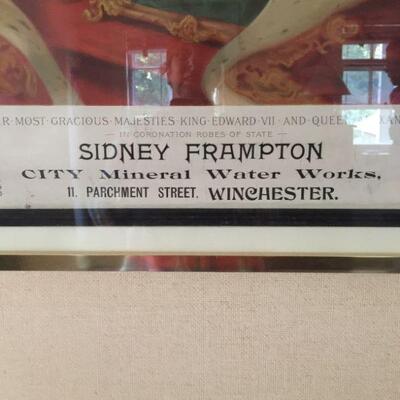 MOST·GRACIOUS·MAJESTIES·KING·EDWARD·VII·AND·QUEEN
— IN CORONATION ROBES OF STATE —
SIDNEY FRAMPTON
CITY Mineral Water Works,
11. PARCHMENT STREET, WINCHESTER.